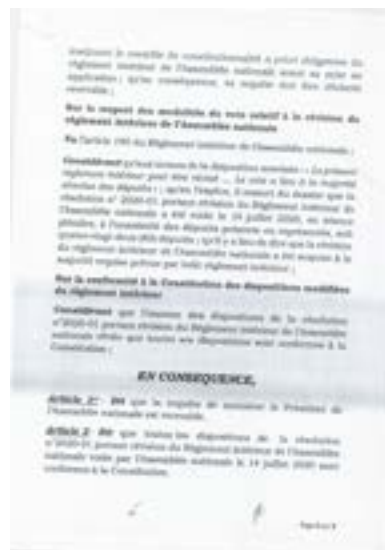 instituant le contrôle de constitutionnalité a priori obligatoire du
règlement intérieur de l'Assemblée nationale avant sa mise en
application ; qu'en conséquence, sa requête doit être déclarée
recevable ;
Sur le respect des modalités du vote relatif à la révision du
règlement intérieur de l'Assemblée nationale
Vu l'article du Règlement intérieur de l'Assemblée nationale ;
Considérant qu'aux termes de la disposition « Le présent
règlement intérieur peut être révisé ... Le vote a lieu à la majorité
absolue des députés » ; qu'en l'espèce, il ressort du dossier que la
résolution n° 2020-01 portant révision du Règlement intérieur de
l'Assemblée nationale a été votée le 14 juillet 2020, en séance
plénière, à l'unanimité des députés présents ou représentés, soit
quatre-vingt-deux députés ; qu'il y a lieu de dire que la révision
du règlement intérieur de l'Assemblée nationale a été acquise à la
majorité requise prévue par ledit règlement intérieur ;
Sur la conformité à la Constitution des dispositions modifiées
du règlement intérieur
Considérant que l'examen des dispositions de la résolution
n°2020-01 portant révision du Règlement intérieur de l'Assemblée
nationale révèle que toutes ses dispositions sont conformes à la
Constitution ;
EN CONSEQUENCE,
Article 1er : Dit que la requête de monsieur le Président de
l'Assemblée nationale est recevable.
Article 2 : Dit que toutes les dispositions de la résolution
n°2020-01 portant révision du Règlement intérieur de l'Assemblée
nationale votée par l'Assemblée nationale le 14 juillet 2020 sont
conformes à la Constitution.